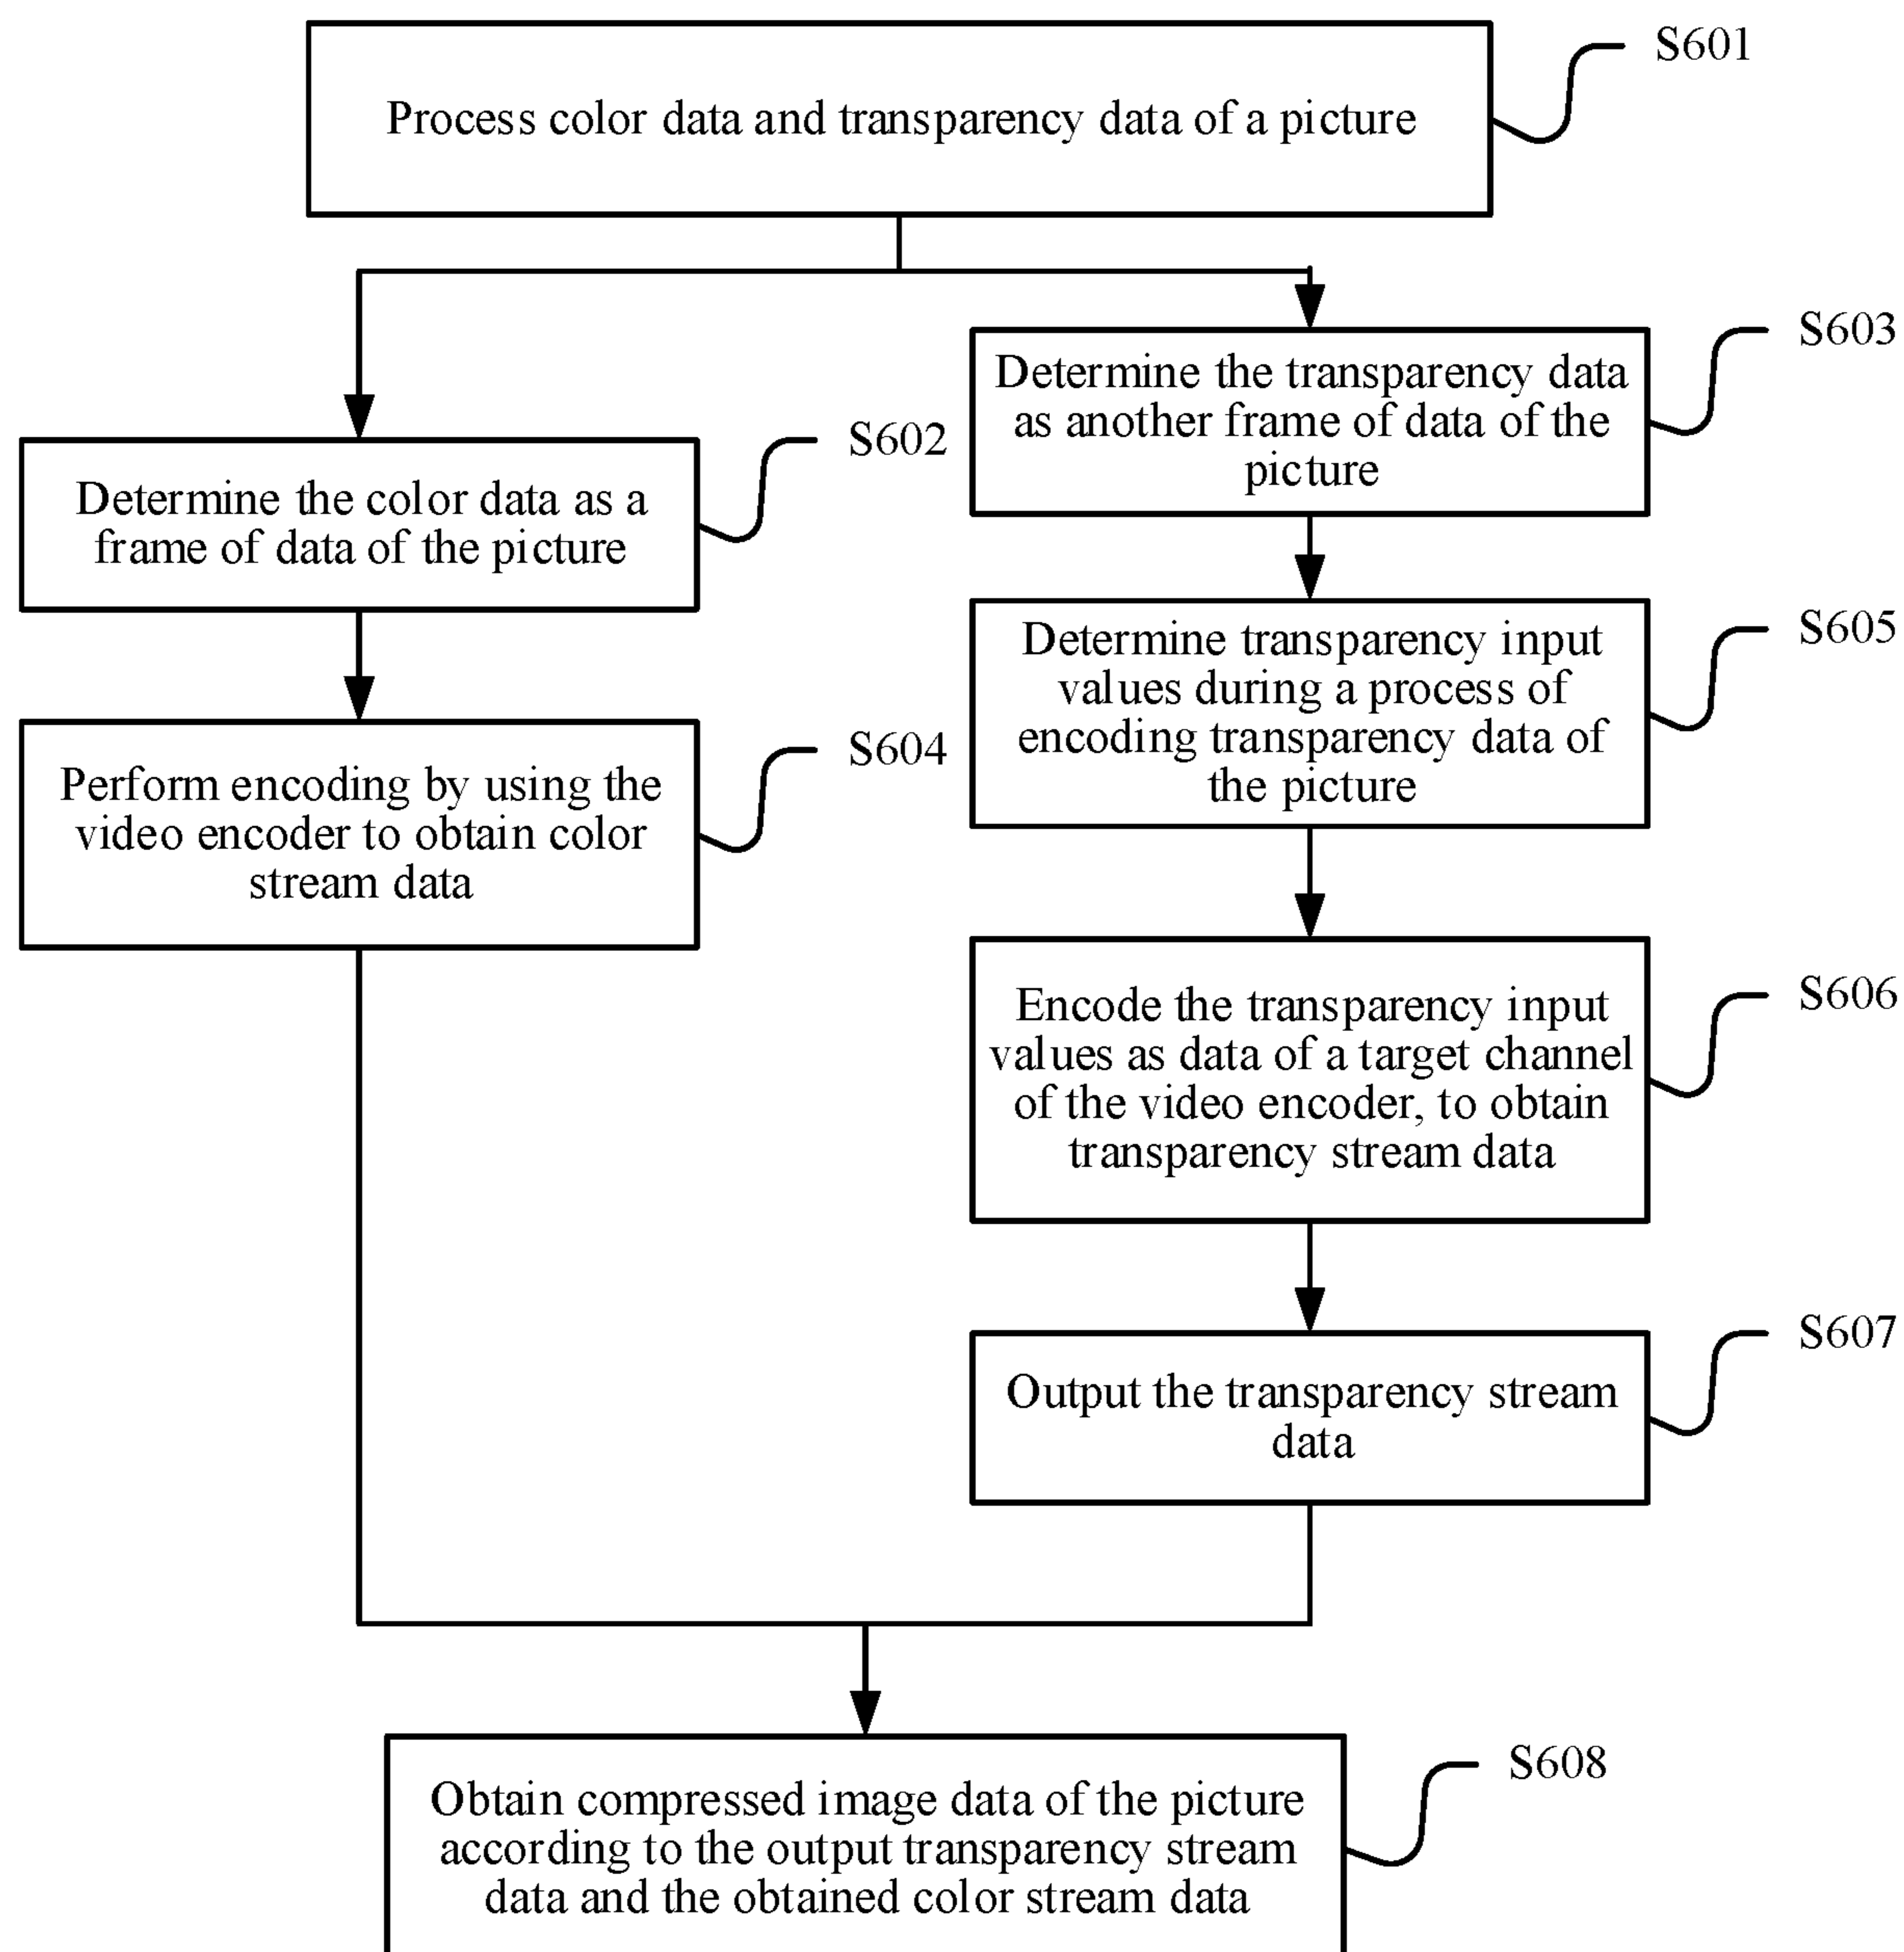 Process color data and transparency data of a picture
S601
Determine the transparency data
as another frame of data of the
picture
S603
Determine the color data as a
frame of data of the picture
S602
Determine transparency input
values during a process of
encoding transparency data of
the picture
S605
Perform encoding by using the
video encoder to obtain color
stream data
S604
Encode the transparency input
values as data of a target channel
of the video encoder, to obtain
transparency stream data
S606
Output the transparency stream
data
S607
Obtain compressed image data of the picture
according to the output transparency stream
data and the obtained color stream data
S608